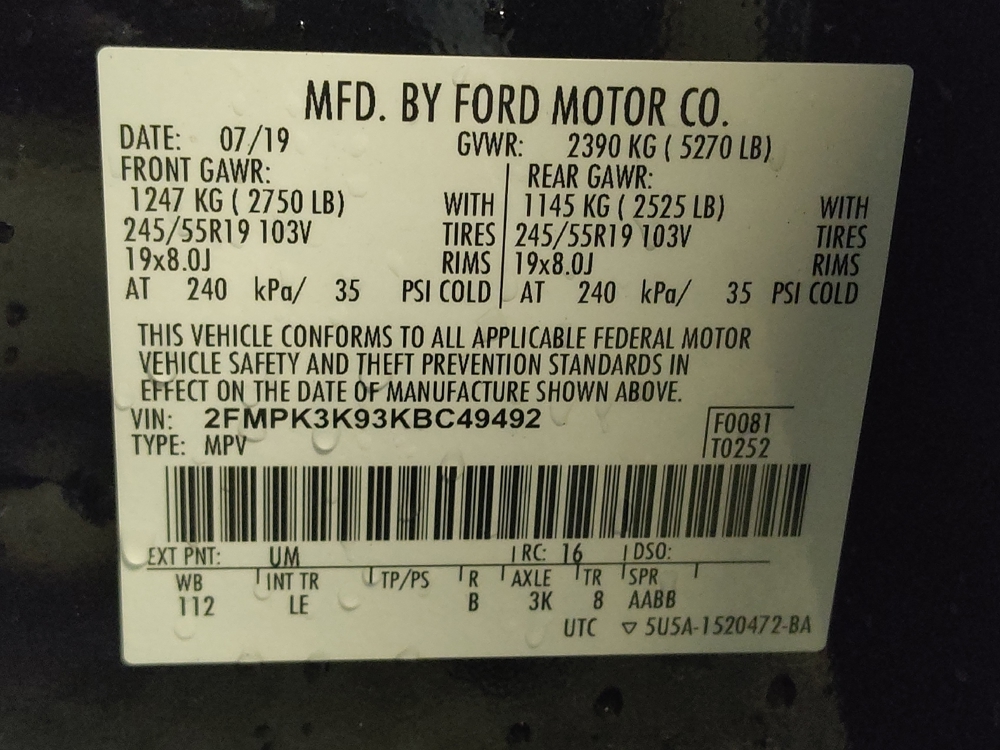 MFD. BY FORD MOTOR CO.
DATE: 07/19 GVWR: 2390 KG ( 5270 LB)
FRONT GAWR: REAR GAWR:
1247 KG ( 2750 LB) WITH 1145 KG ( 2525 LB) WITH
245/55R19 103V TIRES 245/55R19 103V TIRES
19x8.0J RIMS 19x8.0J RIMS
AT 240 kPa/ 35 PSI COLD AT 240 kPa/ 35 PSI COLD
THIS VEHICLE CONFORMS TO ALL APPLICABLE FEDERAL MOTOR
VEHICLE SAFETY AND THEFT PREVENTION STANDARDS IN
EFFECT ON THE DATE OF MANUFACTURE SHOWN ABOVE.
VIN: 2FMPK3K93KBC49492 F0081
TYPE: MPV T0252
EXT PNT: UM RC: 16 DSO:
WB INT TR TP/PS R AXLE TR SPR
112 LE B 3K 8 AABB
UTC ▽ 5U5A-1520472-BA